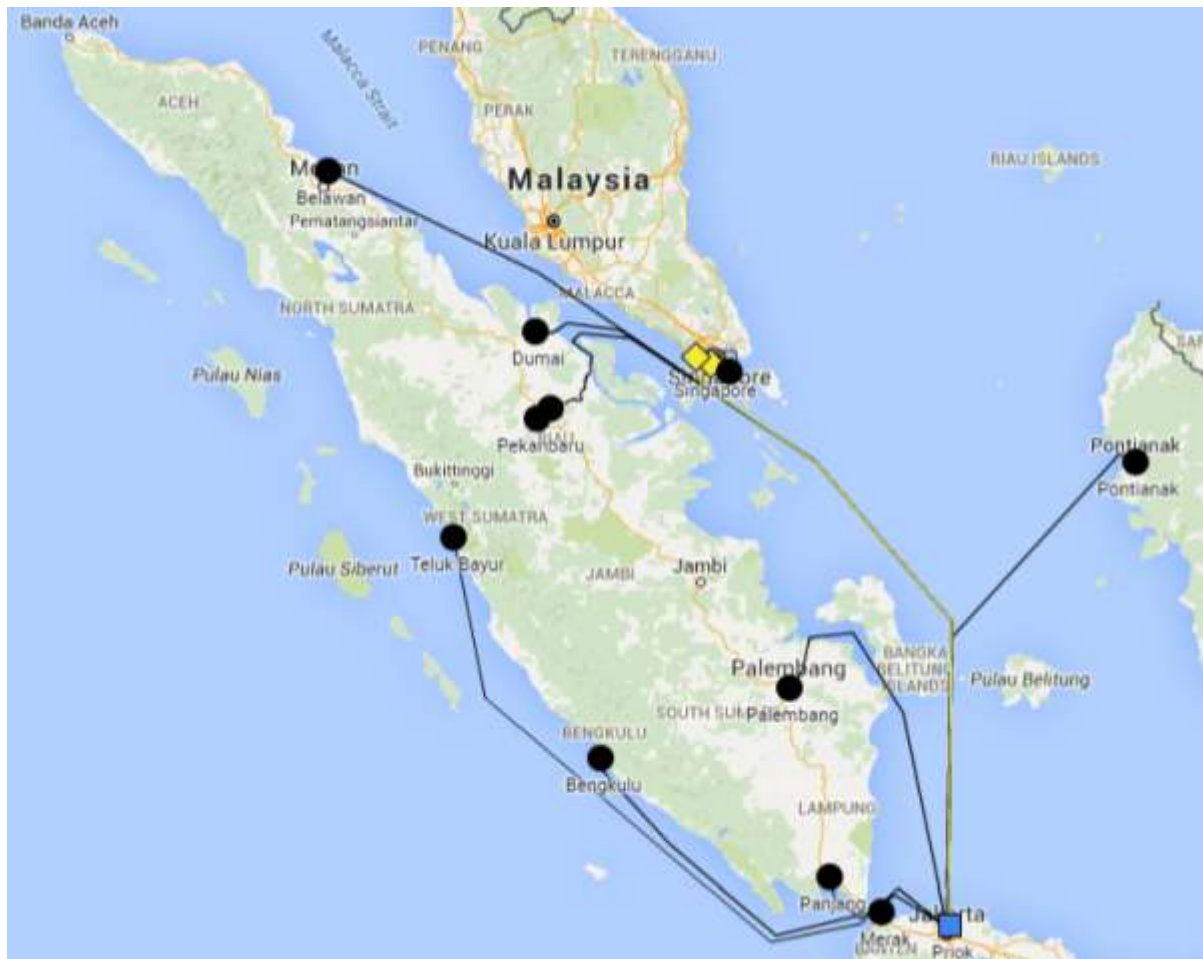 Banda Aceh
Malacca Strait
PENANG
TERENGGANU
ACEH
PERAK
RIAU ISLANDS
Belawan
Malaysia
Pematangsiantar
Kuala Lumpur
MALACCA
NORTH SUMATRA
Dumai
Pulau Nias
Singapore
Pekanbaru
Pontianak
Pontianak
Bukittinggi
WEST SUMATRA
Teluk Bayur
Pulau Siberut
JAMBI
Jambi
BANGKA
BELITUNG
ISLANDS
Palembang
Pulau Belitung
Palembang
BENGKULU
Bengkulu
LAMPUNG
Panjang
Merak
Priok